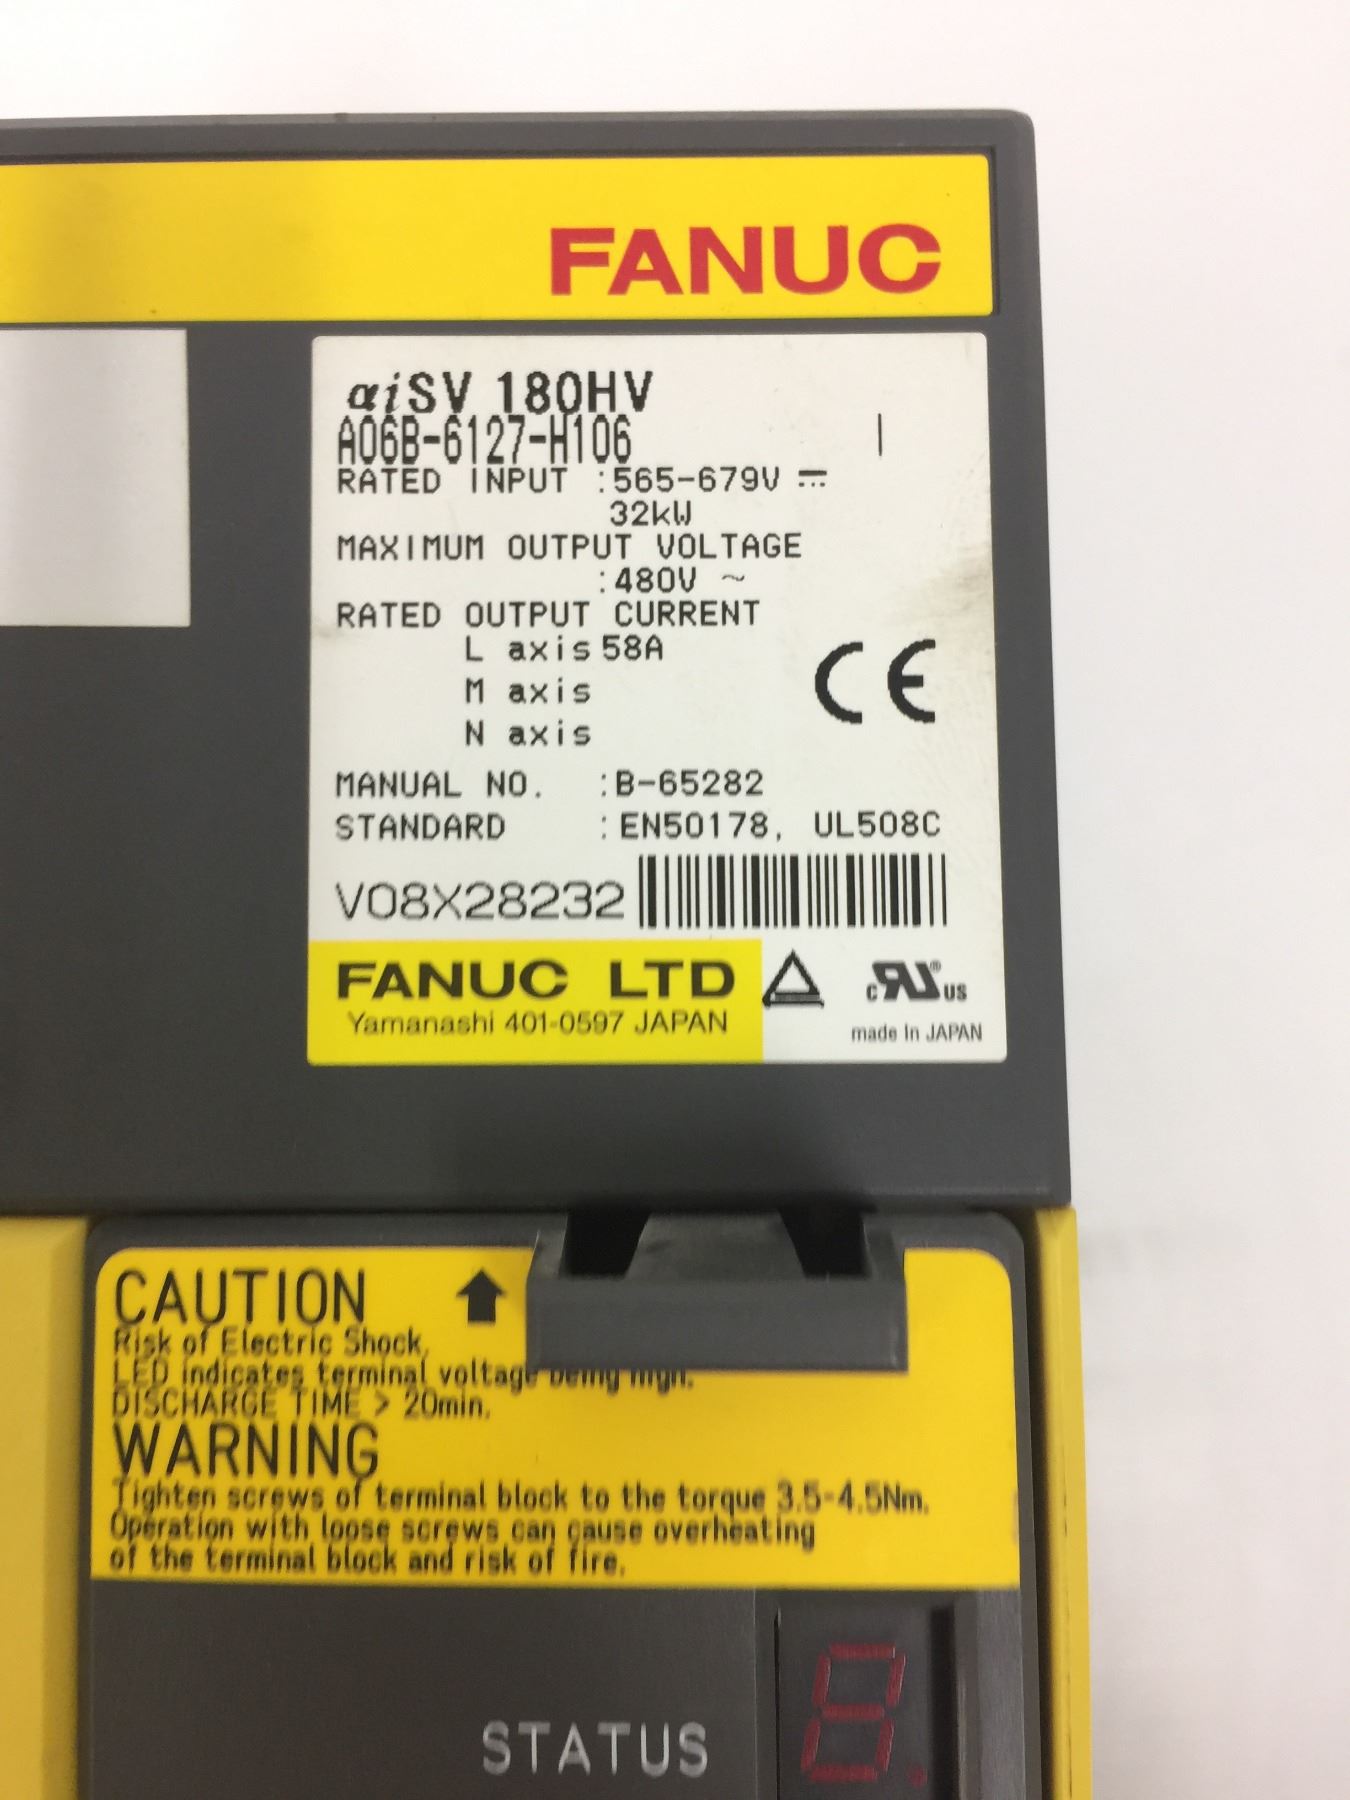 FANUC
αiSV 180HV
A06B-6127-H106 I
RATED INPUT :565-679V
32kW
MAXIMUM OUTPUT VOLTAGE
:480V ~
RATED OUTPUT CURRENT
L axis 58A
M axis
N axis
CE
MANUAL NO. :B-65282
STANDARD :EN50178, UL508C
V08X28232
FANUC LTD
Yamanashi 401-0597 JAPAN
c RU ® US
made In JAPAN
CAUTION
Risk of Electric Shock.
LED indicates terminal voltage being high.
DISCHARGE TIME > 20min.
WARNING
Tighten screws of terminal block to the torque 3.5-4.5Nm.
Operation with loose screws can cause overheating
of the terminal block and risk of fire.
STATUS
8.